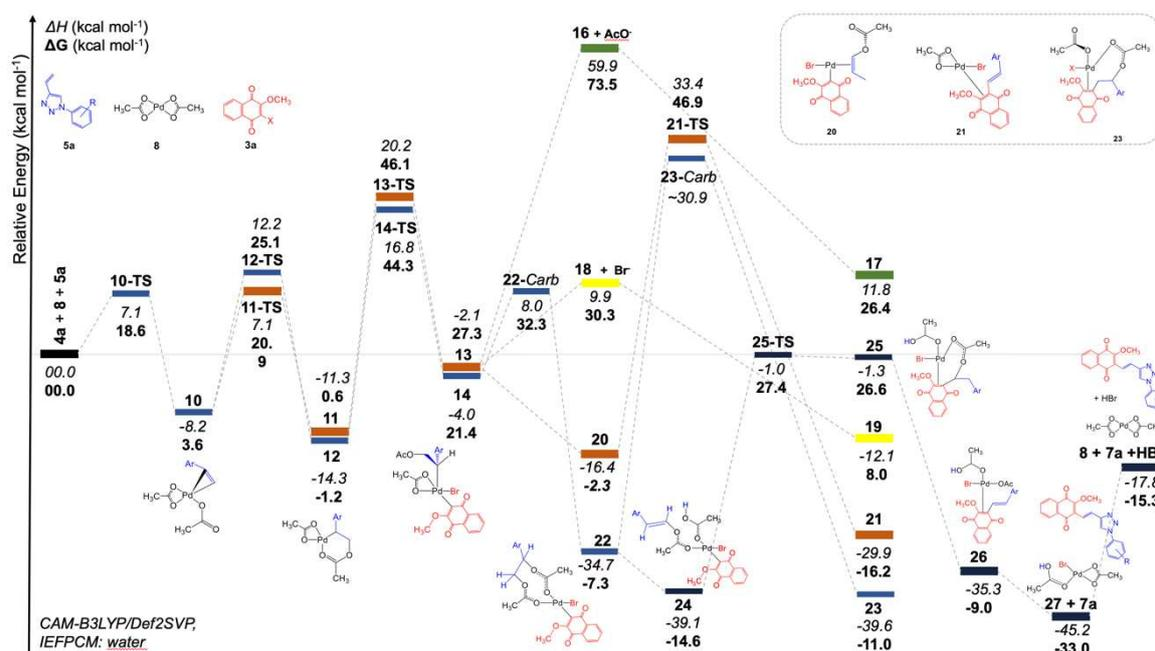 ΔH (kcal mol⁻¹)
ΔG (kcal mol⁻¹)
Relative Energy (kcal mol⁻¹)
5a
8
3a
R
H₃C
CH₃
OCH₃
X
4a + 8 + 5a
00.0
00.0
10-TS
7.1
18.6
10
-8.2
3.6
12.2
25.1
12-TS
11-TS
7.1
20.
9
-11.3
0.6
11
12
-14.3
-1.2
20.2
46.1
13-TS
14-TS
16.8
44.3
-2.1
27.3
13
14
-4.0
21.4
16 + AcO⁻
59.9
73.5
22-Carb
8.0
32.3
18 + Br⁻
9.9
30.3
20
-16.4
-2.3
22
-34.7
-7.3
33.4
46.9
21-TS
23-Carb
~30.9
24
-39.1
-14.6
25-TS
-1.0
27.4
17
11.8
26.4
25
-1.3
26.6
19
-12.1
8.0
21
-29.9
-16.2
23
-39.6
-11.0
26
-35.3
-9.0
27 + 7a
-45.2
-33.0
+ HBr
8 + 7a +HB
-17.8
-15.3
20
21
23
CAM-B3LYP/Def2SVP,
IEFPCM: water